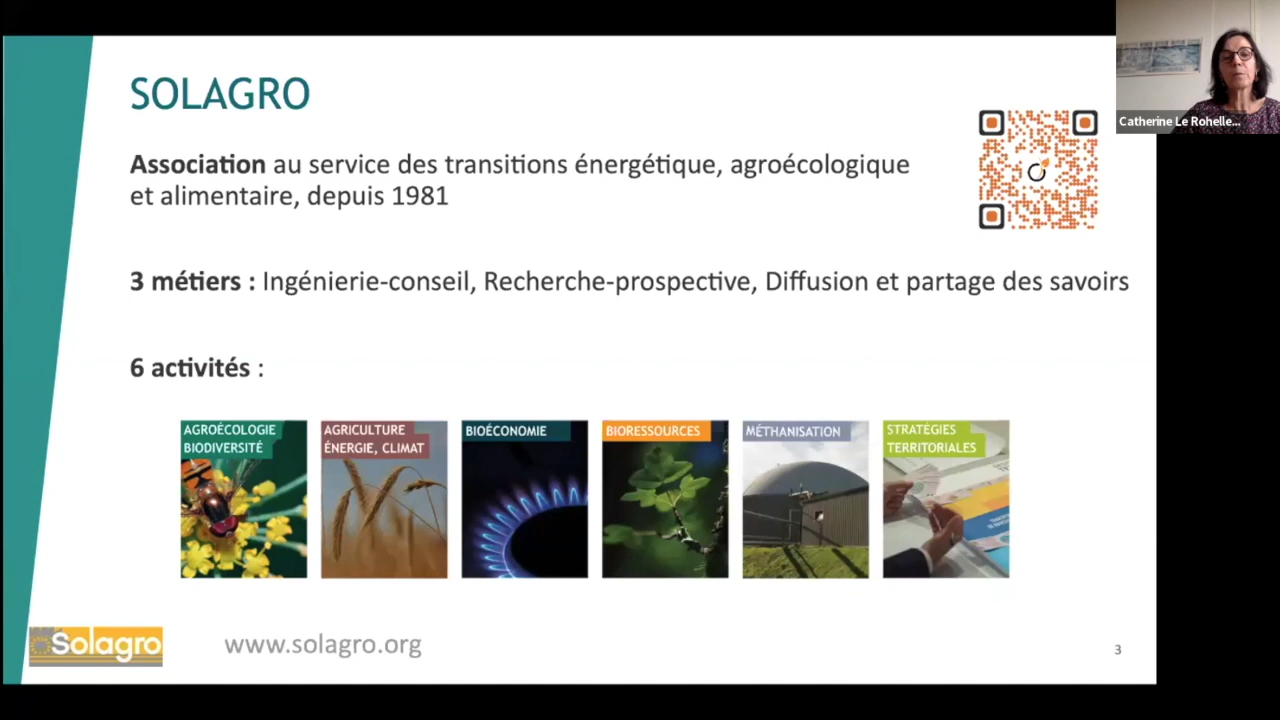 SOLAGRO
Association au service des transitions énergétique, agroécologique
et alimentaire, depuis 1981
3 métiers : Ingénierie-conseil, Recherche-prospective, Diffusion et partage des savoirs
6 activités :
AGROÉCOLOGIE
BIODIVERSITÉ
AGRICULTURE
ÉNERGIE, CLIMAT
BIOÉCONOMIE
BIORESSOURCES
MÉTHANISATION
STRATÉGIES
TERRITORIALES
Solagro
www.solagro.org
3
Catherine Le Rohelle...